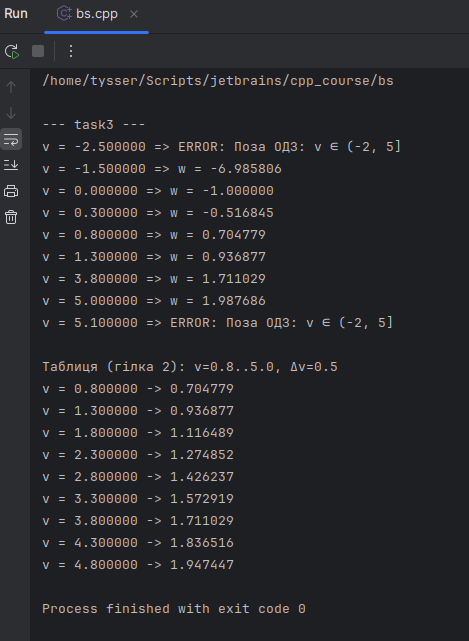 Run bs.cpp ×
/home/tysser/Scripts/jetbrains/cpp_course/bs
--- task3 ---
v = -2.500000 => ERROR: Поза ОДЗ: v ∈ (-2, 5]
v = -1.500000 => w = -6.985806
v = 0.000000 => w = -1.000000
v = 0.300000 => w = -0.516845
v = 0.800000 => w = 0.704779
v = 1.300000 => w = 0.936877
v = 3.800000 => w = 1.711029
v = 5.000000 => w = 1.987686
v = 5.100000 => ERROR: Поза ОДЗ: v ∈ (-2, 5]
Таблиця (гілка 2): v=0.8..5.0, Δv=0.5
v = 0.800000 -> 0.704779
v = 1.300000 -> 0.936877
v = 1.800000 -> 1.116489
v = 2.300000 -> 1.274852
v = 2.800000 -> 1.426237
v = 3.300000 -> 1.572919
v = 3.800000 -> 1.711029
v = 4.300000 -> 1.836516
v = 4.800000 -> 1.947447
Process finished with exit code 0